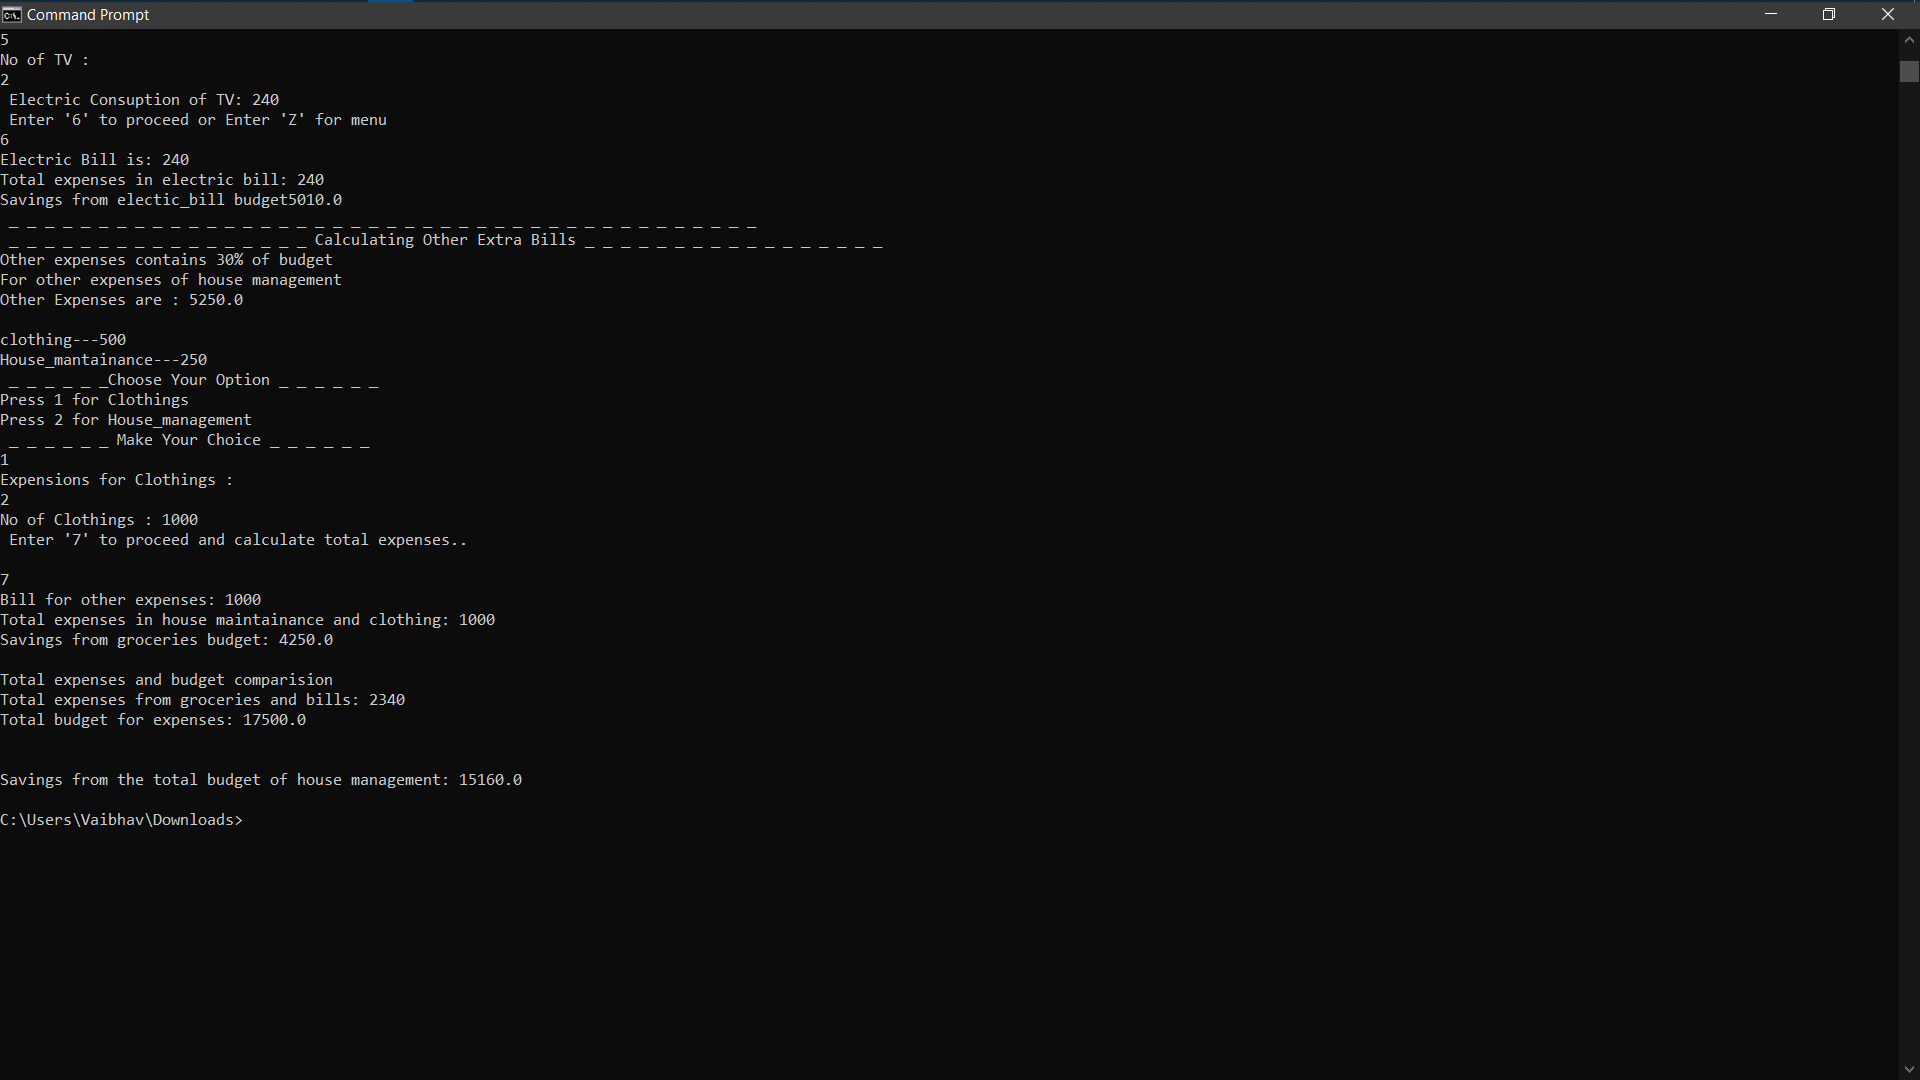 Command Prompt
5
No of TV :
2
 Electric Consuption of TV: 240
 Enter '6' to proceed or Enter 'Z' for menu
6
Electric Bill is: 240
Total expenses in electric bill: 240
Savings from electic_bill budget5010.0
 _ _ _ _ _ _ _ _ _ _ _ _ _ _ _ _ _ _ _ _ _ _ _ _ _ _ _ _ _ _ _ _ _ _ _ _ _ _ _ _ _ _
 _ _ _ _ _ _ _ _ _ _ _ _ _ _ _ _ _ Calculating Other Extra Bills _ _ _ _ _ _ _ _ _ _ _ _ _ _ _ _ _
Other expenses contains 30% of budget
For other expenses of house management
Other Expenses are : 5250.0
clothing---500
House_mantainance---250
 _ _ _ _ _ _Choose Your Option _ _ _ _ _ _
Press 1 for Clothings
Press 2 for House_management
 _ _ _ _ _ _ Make Your Choice _ _ _ _ _ _
1
Expensions for Clothings :
2
No of Clothings : 1000
 Enter '7' to proceed and calculate total expenses..
7
Bill for other expenses: 1000
Total expenses in house maintainance and clothing: 1000
Savings from groceries budget: 4250.0
Total expenses and budget comparision
Total expenses from groceries and bills: 2340
Total budget for expenses: 17500.0
Savings from the total budget of house management: 15160.0
C:\Users\Vaibhav\Downloads>